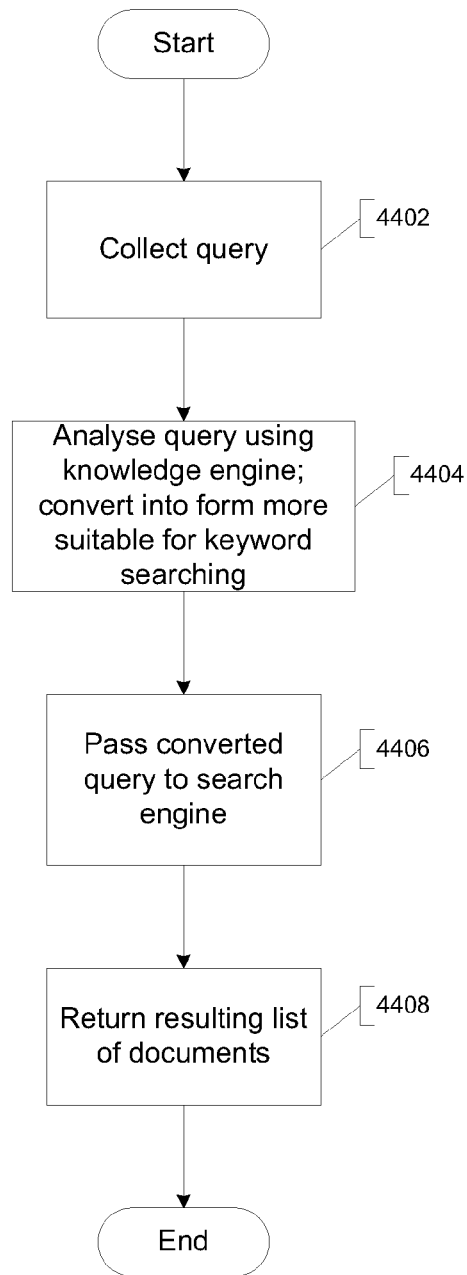 Start
Collect query
4402
Analyse query using
knowledge engine;
convert into form more
suitable for keyword
searching
4404
Pass converted
query to search
engine
4406
Return resulting list
of documents
4408
End